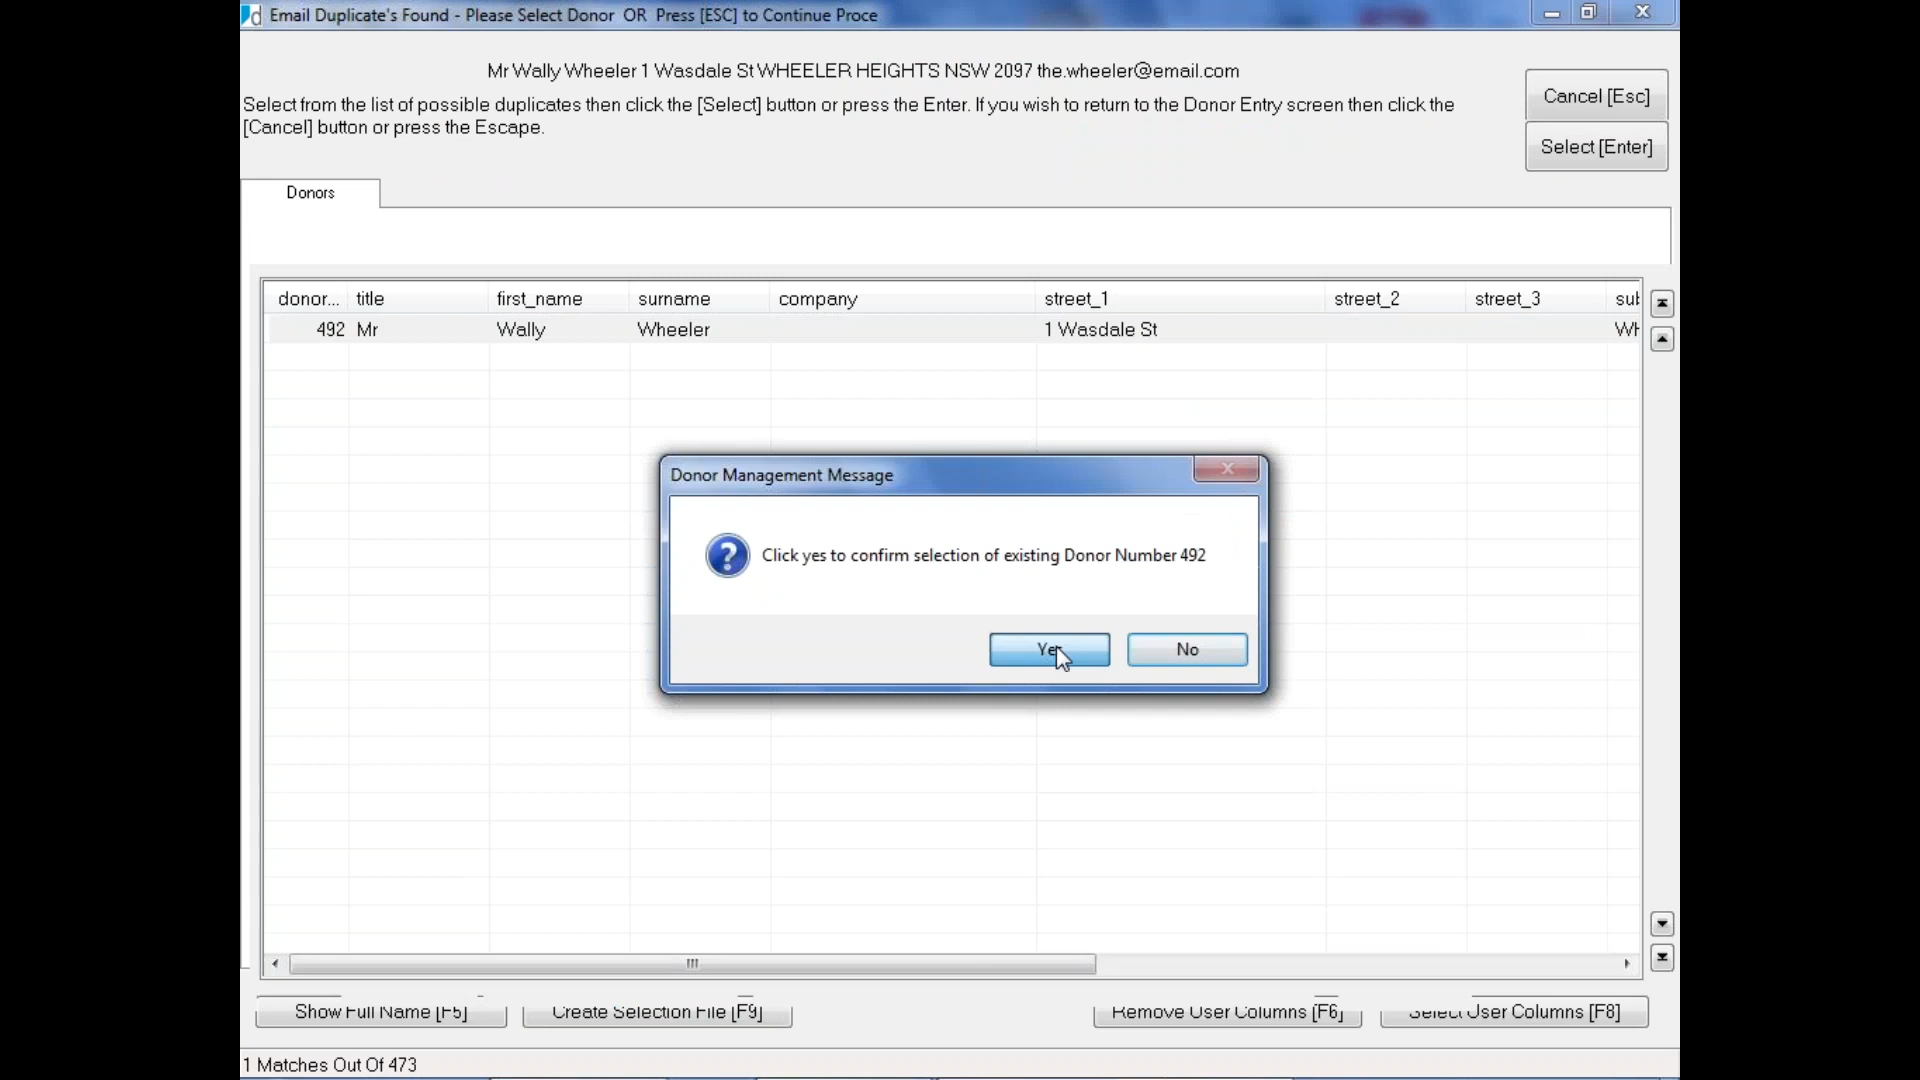 Email Duplicate's Found - Please Select Donor OR Press [ESC] to Continue Proce
Mr Wally Wheeler 1 Wasdale St WHEELER HEIGHTS NSW 2097 the.wheeler@email.com
Select from the list of possible duplicates then click the [Select] button or press the Enter. If you wish to return to the Donor Entry screen then click the
[Cancel] button or press the Escape.
Cancel [Esc]
Select [Enter]
Donors
donor... title first_name surname company street_1 street_2 street_3 sub
492 Mr Wally Wheeler 1 Wasdale St Wh
Donor Management Message
Click yes to confirm selection of existing Donor Number 492
Yes No
Show Full Name [F5] Create Selection File [F9] Remove User Columns [F6] Select User Columns [F8]
1 Matches Out Of 473